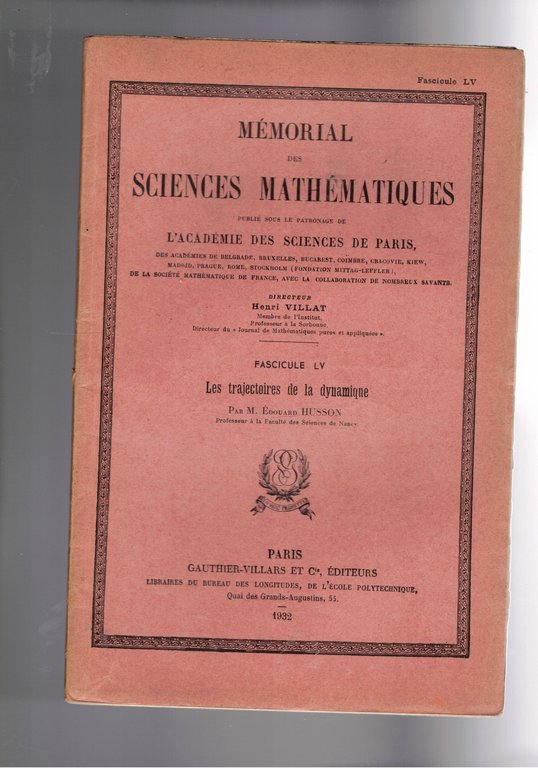 Fascicule LV
MÉMORIAL
DES
SCIENCES MATHÉMATIQUES
PUBLIÉ SOUS LE PATRONAGE DE
L'ACADÉMIE DES SCIENCES DE PARIS,
DES ACADÉMIES DE BELGRADE, BRUXELLES, BUCAREST, COÏMBRE, CRACOVIE, KIEW,
MADRID, PRAGUE, ROME, STOCKHOLM (FONDATION MITTAG-LEFFLER),
DE LA SOCIÉTÉ MATHÉMATIQUE DE FRANCE, AVEC LA COLLABORATION DE NOMBREUX SAVANTS.
DIRECTEUR
Henri VILLAT
Membre de l'Institut,
Professeur à la Sorbonne,
Directeur du « Journal de Mathématiques pures et appliquées ».
FASCICULE LV
Les trajectoires de la dynamique
PAR M. ÉDOUARD HUSSON
Professeur à la Faculté des Sciences de Nancy
PARIS
GAUTHIER-VILLARS ET Cie, ÉDITEURS
LIBRAIRES DU BUREAU DES LONGITUDES, DE L'ÉCOLE POLYTECHNIQUE,
Quai des Grands-Augustins, 55.
1932